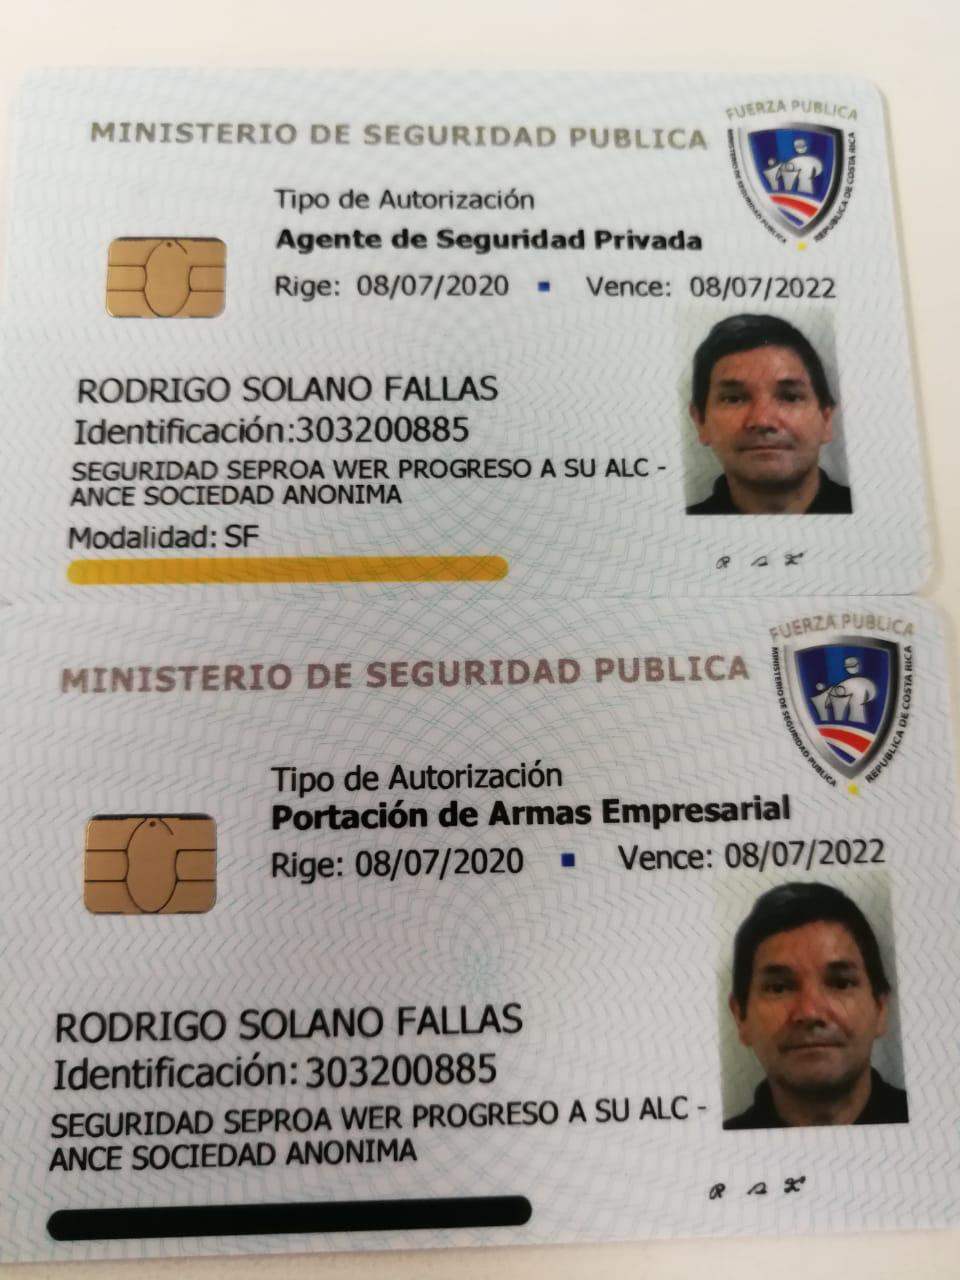 MINISTERIO DE SEGURIDAD PUBLICA
FUERZA PUBLICA
MINISTERIO DE SEGURIDAD PUBLICA
REPUBLICA DE COSTA RICA
Tipo de Autorización
Agente de Seguridad Privada
Rige: 08/07/2020 ▪ Vence: 08/07/2022
RODRIGO SOLANO FALLAS
Identificación:303200885
SEGURIDAD SEPROA WER PROGRESO A SU ALC -
ANCE SOCIEDAD ANONIMA
Modalidad: SF
R S F
MINISTERIO DE SEGURIDAD PUBLICA
FUERZA PUBLICA
MINISTERIO DE SEGURIDAD PUBLICA
REPUBLICA DE COSTA RICA
Tipo de Autorización
Portación de Armas Empresarial
Rige: 08/07/2020 ▪ Vence: 08/07/2022
RODRIGO SOLANO FALLAS
Identificación: 303200885
SEGURIDAD SEPROA WER PROGRESO A SU ALC -
ANCE SOCIEDAD ANONIMA
R S F